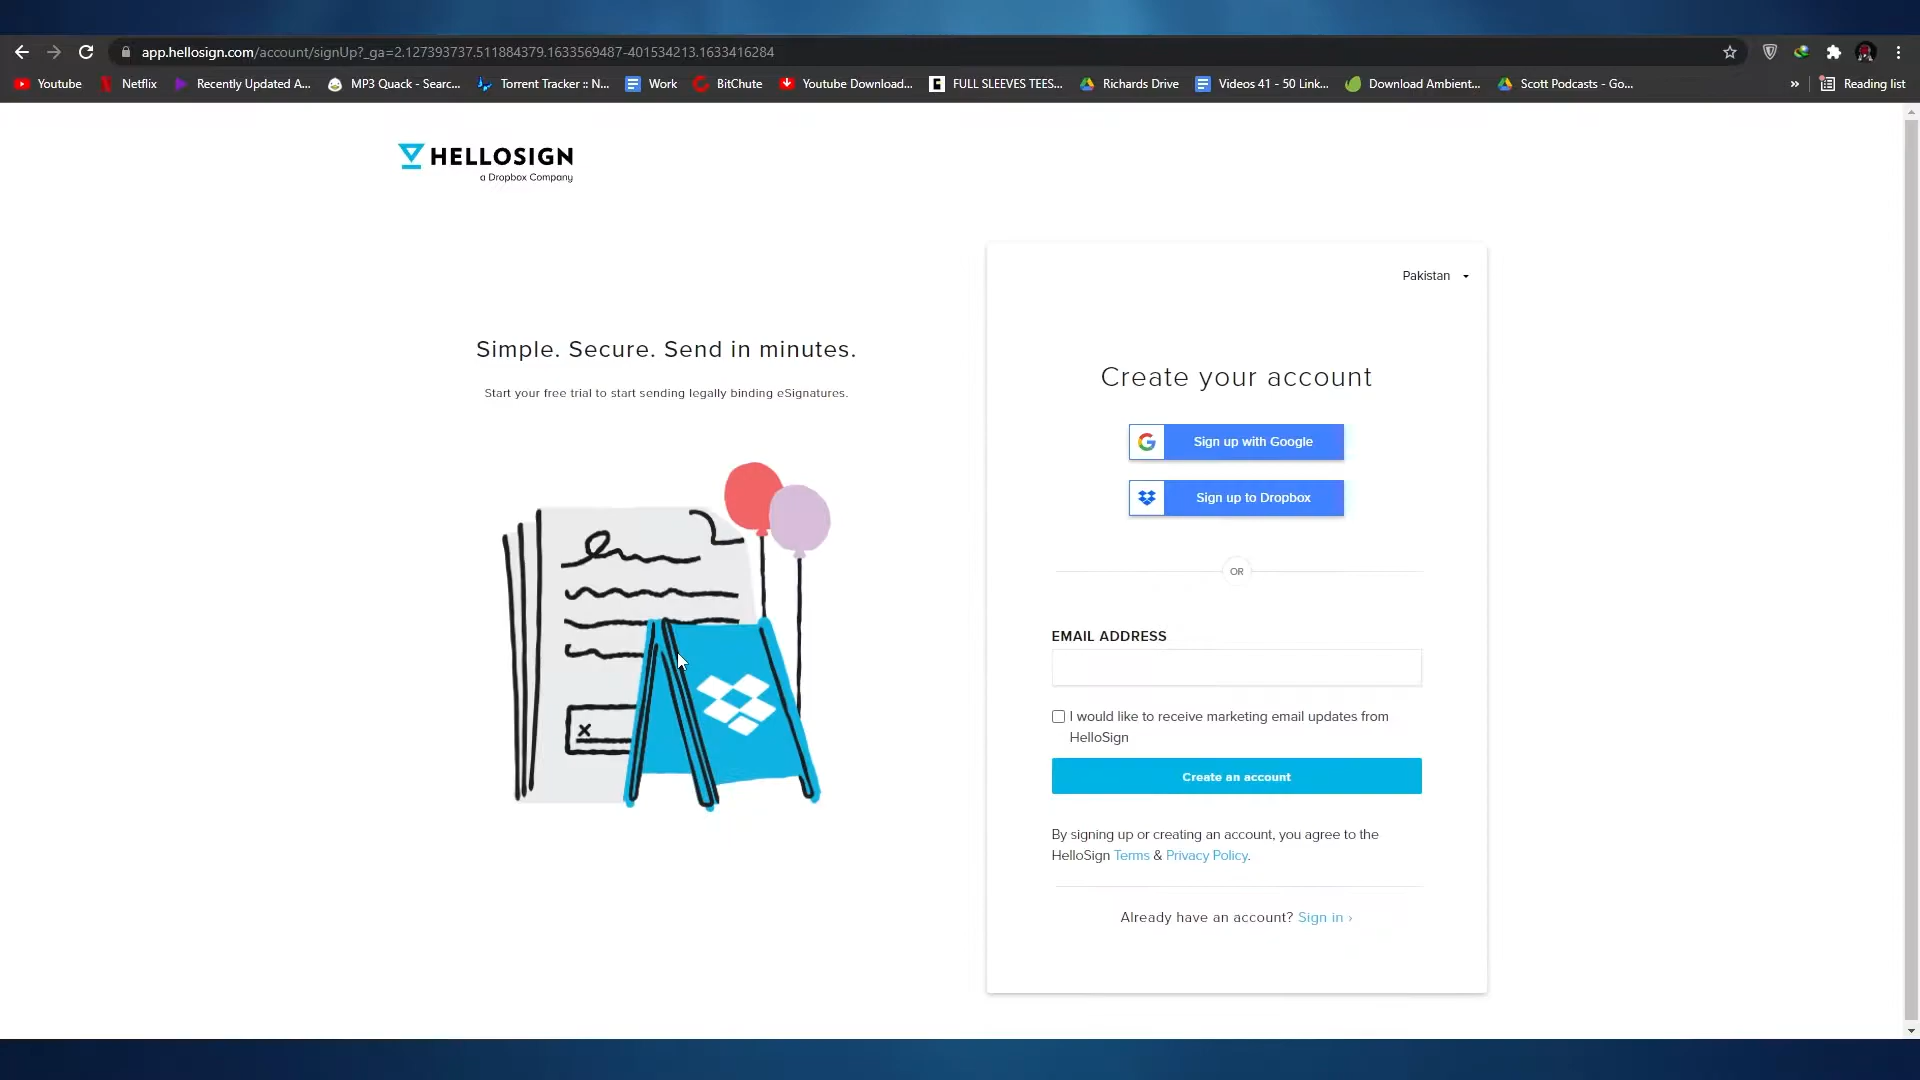 app.hellosign.com/account/signUp?_ga=2.127393737.511884379.1633569487-401534213.1633416284
Youtube Netflix Recently Updated A... MP3 Quack - Searc... Torrent Tracker :: N... Work BitChute Youtube Download... FULL SLEEVES TEES... Richards Drive Videos 41 - 50 Link... Download Ambient... Scott Podcasts - Go... » Reading list
HELLOSIGN
a Dropbox Company
Pakistan
Simple. Secure. Send in minutes.
Start your free trial to start sending legally binding eSignatures.
Create your account
Sign up with Google
Sign up to Dropbox
OR
EMAIL ADDRESS
I would like to receive marketing email updates from
HelloSign
Create an account
By signing up or creating an account, you agree to the
HelloSign Terms & Privacy Policy.
Already have an account? Sign in ›
x